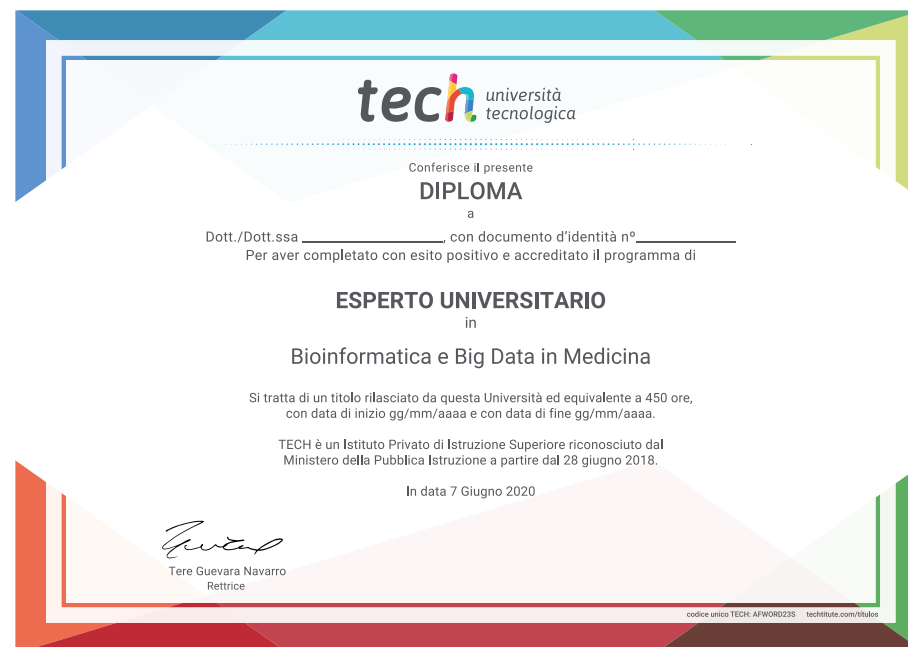 tech università
tecnologica
Conferisce il presente
DIPLOMA
a
Dott./Dott.ssa ____________________, con documento d'identità nº______________
Per aver completato con esito positivo e accreditato il programma di
ESPERTO UNIVERSITARIO
in
Bioinformatica e Big Data in Medicina
Si tratta di un titolo rilasciato da questa Università ed equivalente a 450 ore,
con data di inizio gg/mm/aaaa e con data di fine gg/mm/aaaa.
TECH è un Istituto Privato di Istruzione Superiore riconosciuto dal
Ministero della Pubblica Istruzione a partire dal 28 giugno 2018.
In data 7 Giugno 2020
Tere Guevara Navarro
Rettrice
codice unico TECH: AFWORD23S techtitute.com/titulos